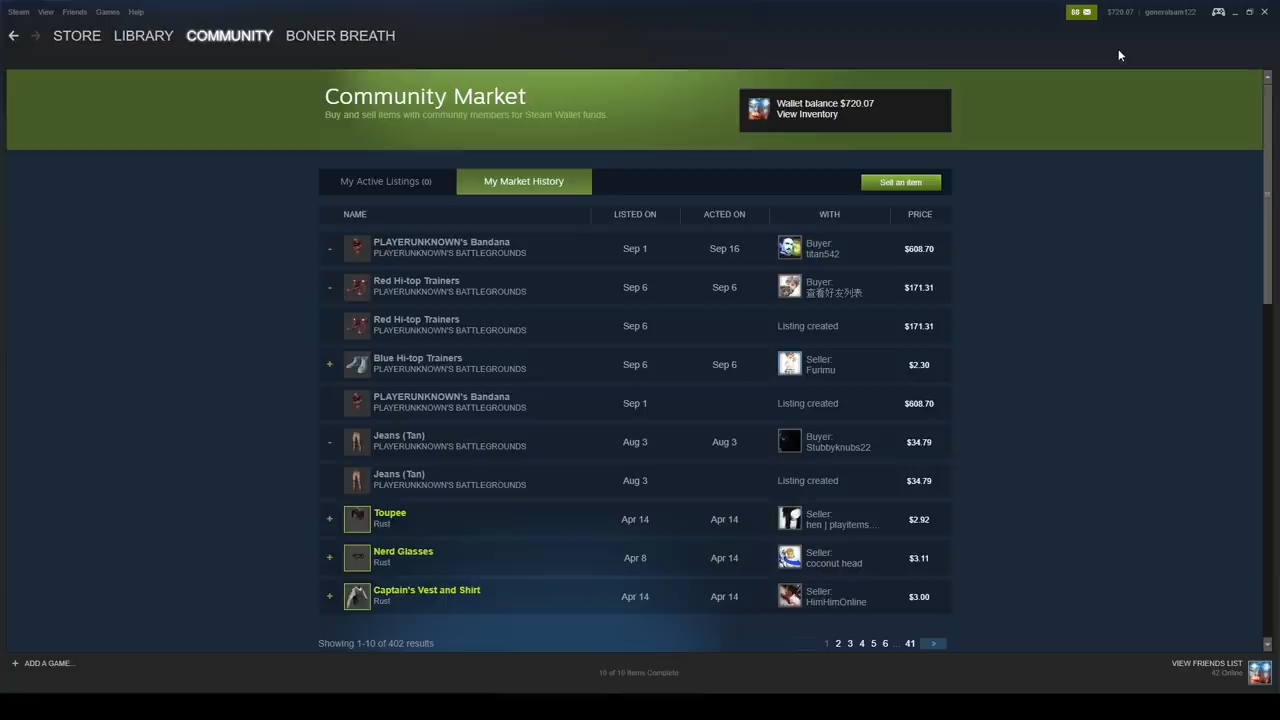 Steam View Friends Games Help
88 $720.07 generalsam122
STORE LIBRARY COMMUNITY BONER BREATH
Community Market
Buy and sell items with community members for Steam Wallet funds.
Wallet balance $720.07
View Inventory
My Active Listings (0) My Market History Sell an item
NAME LISTED ON ACTED ON WITH PRICE
- PLAYERUNKNOWN's Bandana
PLAYERUNKNOWN'S BATTLEGROUNDS
Sep 1 Sep 16 Buyer:
titan542
$608.70
- Red Hi-top Trainers
PLAYERUNKNOWN'S BATTLEGROUNDS
Sep 6 Sep 6 Buyer:
查看好友列表
$171.31
Red Hi-top Trainers
PLAYERUNKNOWN'S BATTLEGROUNDS
Sep 6 Listing created $171.31
+ Blue Hi-top Trainers
PLAYERUNKNOWN'S BATTLEGROUNDS
Sep 6 Sep 6 Seller:
Furimu
$2.30
PLAYERUNKNOWN's Bandana
PLAYERUNKNOWN'S BATTLEGROUNDS
Sep 1 Listing created $608.70
- Jeans (Tan)
PLAYERUNKNOWN'S BATTLEGROUNDS
Aug 3 Aug 3 Buyer:
Stubbyknubs22
$34.79
Jeans (Tan)
PLAYERUNKNOWN'S BATTLEGROUNDS
Aug 3 Listing created $34.79
+ Toupee
Rust
Apr 14 Apr 14 Seller:
hen | playitems....
$2.92
+ Nerd Glasses
Rust
Apr 8 Apr 14 Seller:
coconut head
$3.11
+ Captain's Vest and Shirt
Rust
Apr 14 Apr 14 Seller:
HimHimOnline
$3.00
Showing 1-10 of 402 results 1 2 3 4 5 6 ... 41 >
+ ADD A GAME...
10 of 10 Items Complete
VIEW FRIENDS LIST
42 Online